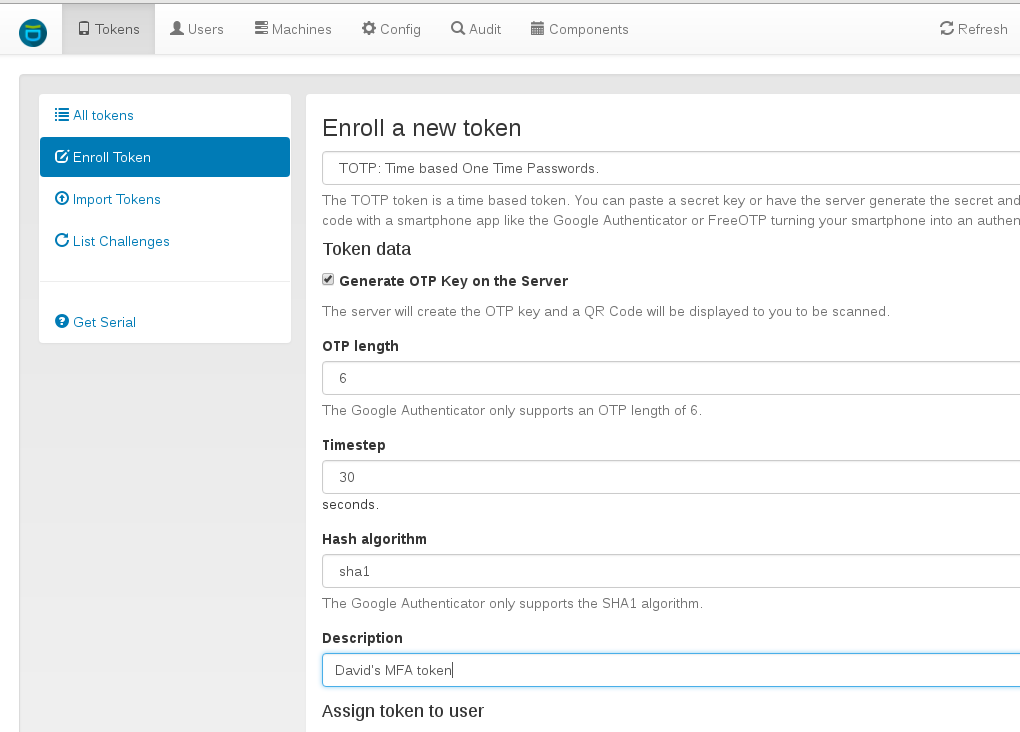 Tokens Users Machines Config Audit Components Refresh
All tokens
Enroll Token
Import Tokens
List Challenges
Get Serial
Enroll a new token
TOTP: Time based One Time Passwords.
The TOTP token is a time based token. You can paste a secret key or have the server generate the secret and
code with a smartphone app like the Google Authenticator or FreeOTP turning your smartphone into an authen
Token data
Generate OTP Key on the Server
The server will create the OTP key and a QR Code will be displayed to you to be scanned.
OTP length
6
The Google Authenticator only supports an OTP length of 6.
Timestep
30
seconds.
Hash algorithm
sha1
The Google Authenticator only supports the SHA1 algorithm.
Description
David's MFA token
Assign token to user